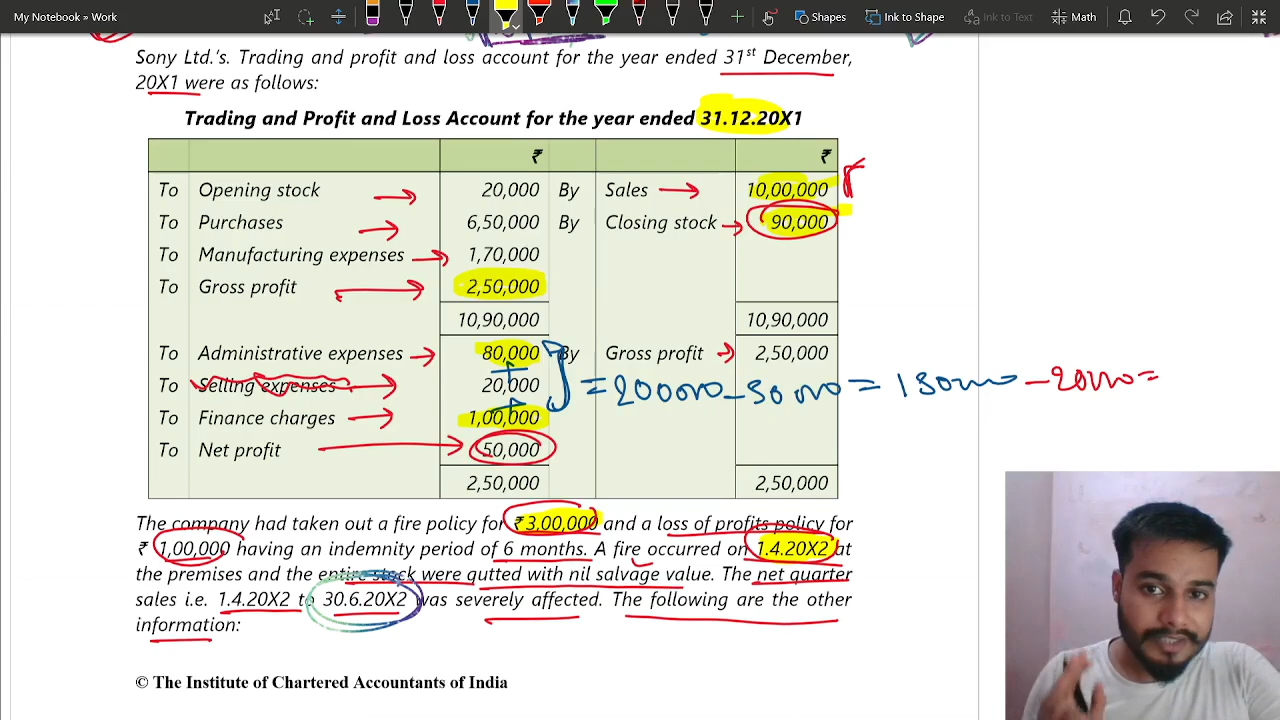 My Notebook » Work
Shapes
Ink to Shape
Ink to Text
Math
Sony Ltd.'s. Trading and profit and loss account for the year ended 31st December,
20X1 were as follows:
Trading and Profit and Loss Account for the year ended 31.12.20X1
₹ ₹
To Opening stock 20,000 By Sales 10,00,000
To Purchases 6,50,000 By Closing stock 90,000
To Manufacturing expenses 1,70,000
To Gross profit 2,50,000
10,90,000 10,90,000
To Administrative expenses 80,000 By Gross profit 2,50,000
To Selling expenses 20,000
To Finance charges 1,00,000
To Net profit 50,000
2,50,000 2,50,000
The company had taken out a fire policy for ₹ 3,00,000 and a loss of profits policy for
₹ 1,00,000 having an indemnity period of 6 months. A fire occurred on 1.4.20X2 at
the premises and the entire stock were gutted with nil salvage value. The net quarter
sales i.e. 1.4.20X2 to 30.6.20X2 was severely affected. The following are the other
information:
© The Institute of Chartered Accountants of India